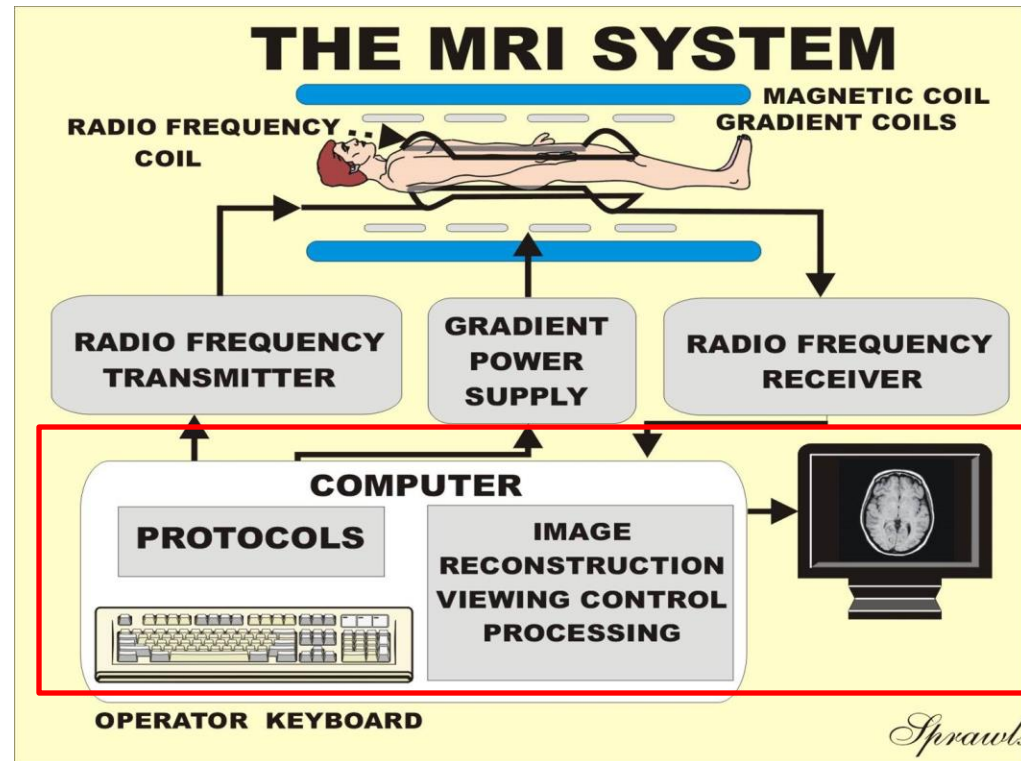 THE MRI SYSTEM
MAGNETIC COIL
RADIO FREQUENCY
COIL
GRADIENT COILS
RADIO FREQUENCY
TRANSMITTER
GRADIENT
POWER
SUPPLY
RADIO FREQUENCY
RECEIVER
COMPUTER
PROTOCOLS
IMAGE
RECONSTRUCTION
VIEWING CONTROL
PROCESSING
OPERATOR KEYBOARD
Sprawls